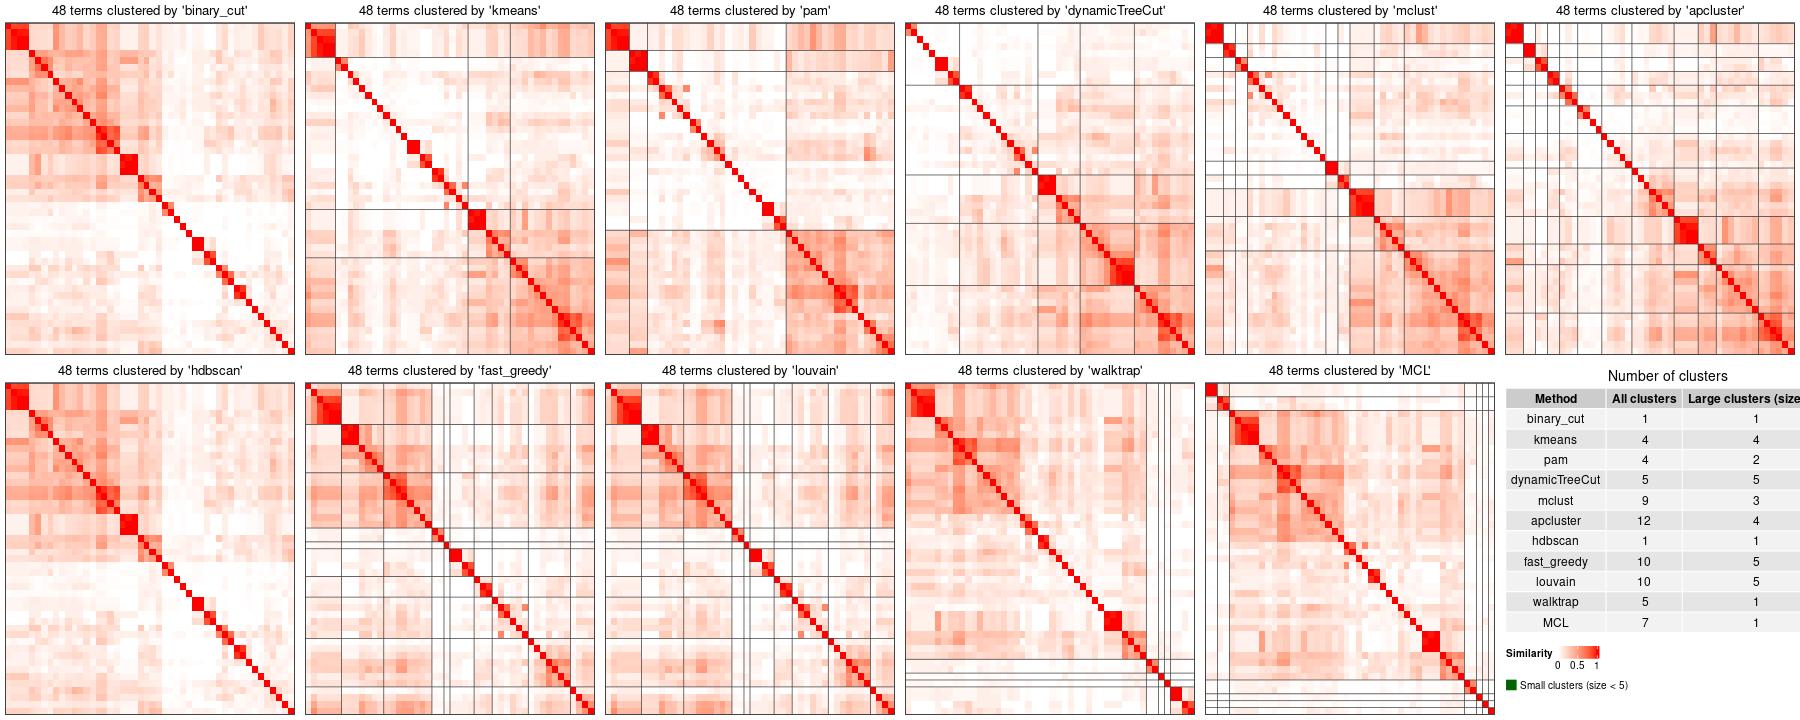 48 terms clustered by 'binary_cut'
48 terms clustered by 'kmeans'
48 terms clustered by 'pam'
48 terms clustered by 'dynamicTreeCut'
48 terms clustered by 'mclust'
48 terms clustered by 'apcluster'
48 terms clustered by 'hdbscan'
48 terms clustered by 'fast_greedy'
48 terms clustered by 'louvain'
48 terms clustered by 'walktrap'
48 terms clustered by 'MCL'
Number of clusters
Method All clusters Large clusters (size
binary_cut 1 1
kmeans 4 4
pam 4 2
dynamicTreeCut 5 5
mclust 9 3
apcluster 12 4
hdbscan 1 1
fast_greedy 10 5
louvain 10 5
walktrap 5 1
MCL 7 1
Similarity
0 0.5 1
Small clusters (size < 5)